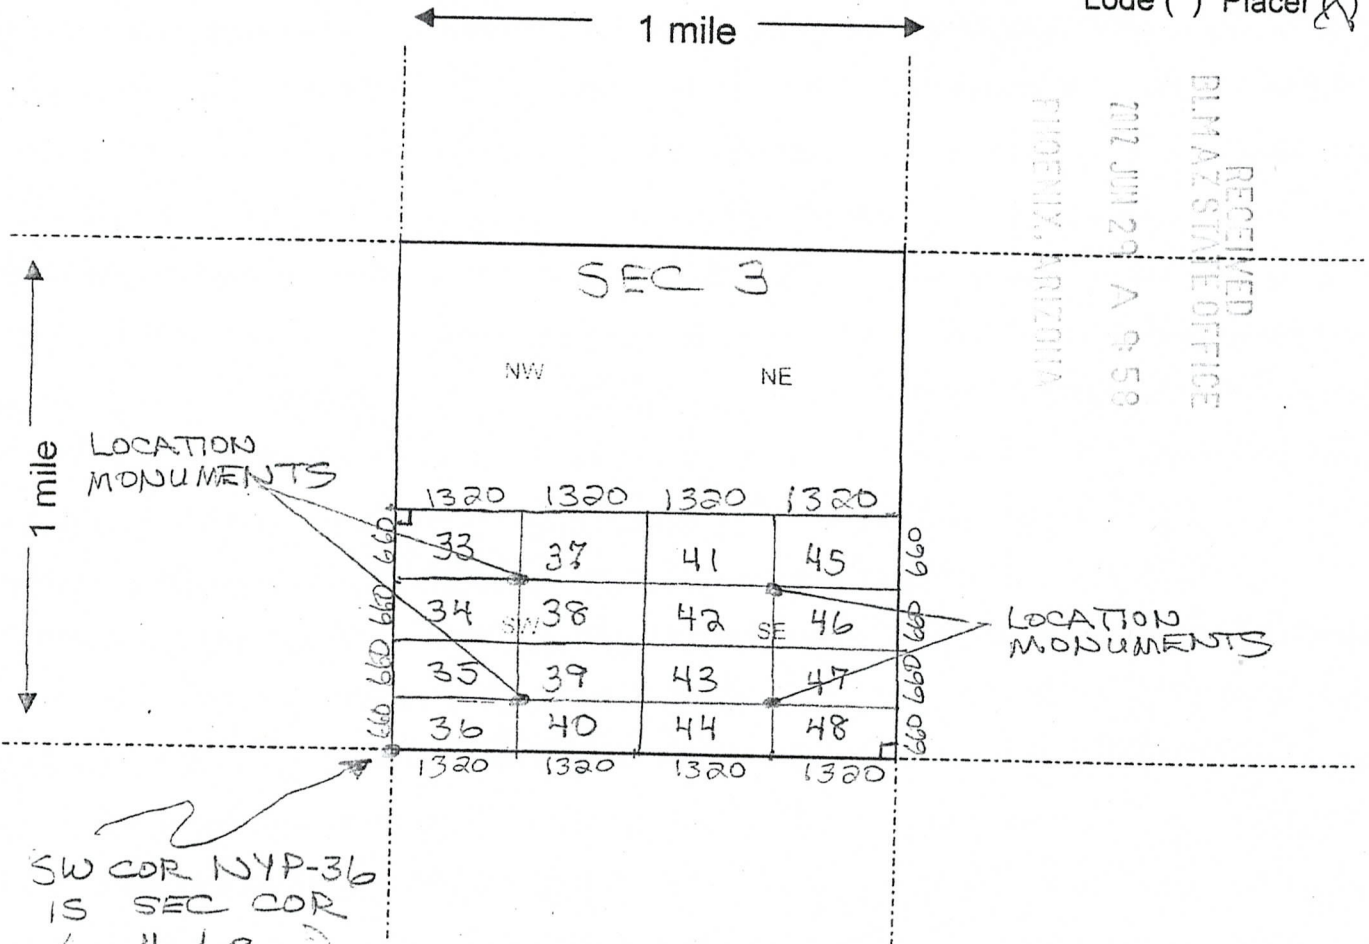 Lode ( ) Placer (X)
1 mile
RECEIVED
BLM AZ STATE OFFICE
2012 JUN 29 A 9:58
PHOENIX, ARIZONA
SEC 3
NW NE
1 mile
LOCATION
MONUMENTS
1320 1320 1320 1320
660 33 37 41 45 660
660 34 SW 38 42 SE 46 660
660 35 39 43 47 660
660 36 40 44 48 660
1320 1320 1320 1320
LOCATION
MONUMENTS
SW COR NYP-36
IS SEC COR